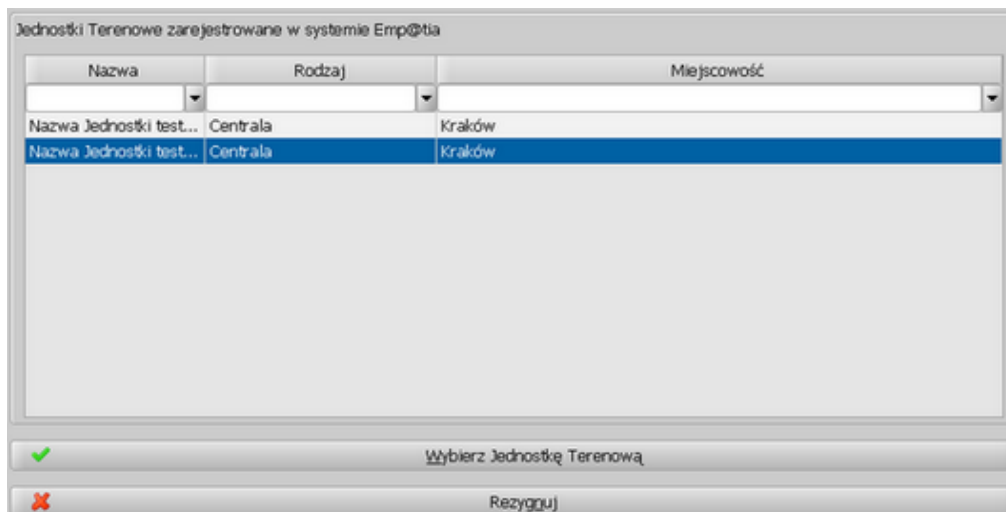 Jednostki Terenowe zarejestrowane w systemie Emp@tia
Nazwa Rodzaj Miejscowość
Nazwa Jednostki test... Centrala Kraków
Nazwa Jednostki test... Centrala Kraków
Wybierz Jednostkę Terenową
Rezygnuj